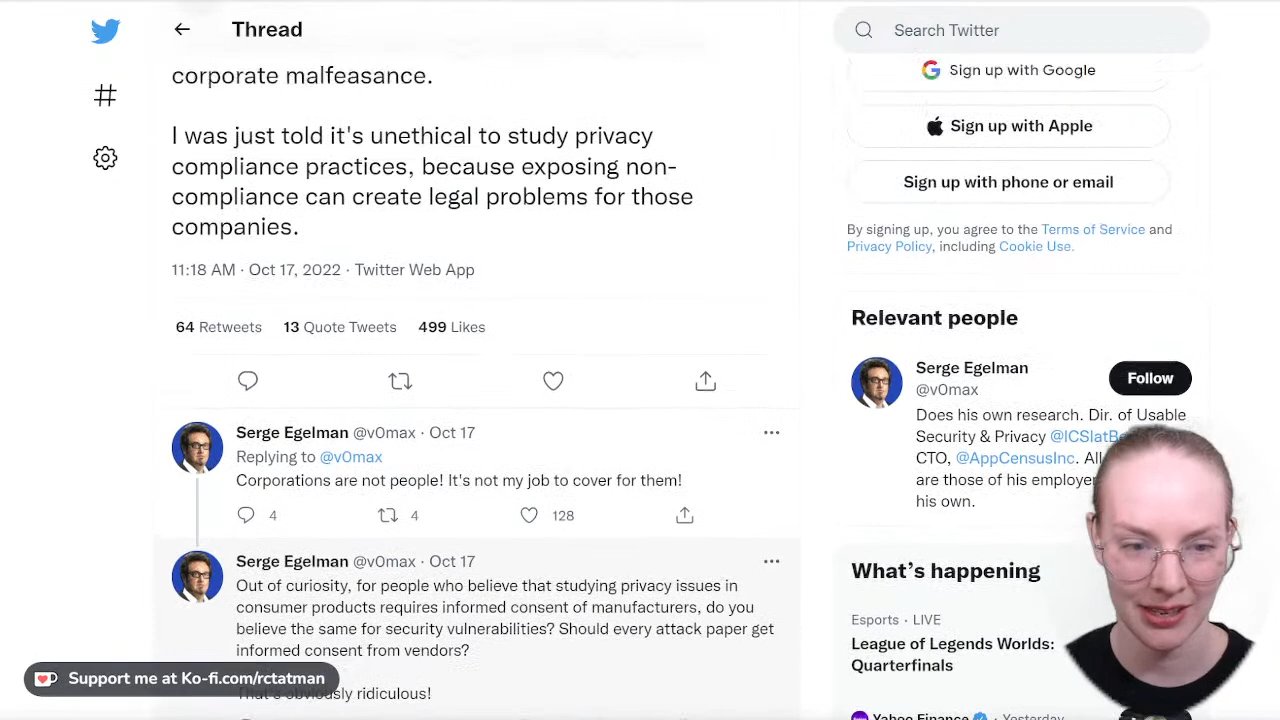 Thread
corporate malfeasance.
I was just told it's unethical to study privacy
compliance practices, because exposing non-
compliance can create legal problems for those
companies.
11:18 AM · Oct 17, 2022 · Twitter Web App
64 Retweets 13 Quote Tweets 499 Likes
Serge Egelman @v0max · Oct 17
Replying to @v0max
Corporations are not people! It's not my job to cover for them!
4 4 128
Serge Egelman @v0max · Oct 17
Out of curiosity, for people who believe that studying privacy issues in
consumer products requires informed consent of manufacturers, do you
believe the same for security vulnerabilities? Should every attack paper get
informed consent from vendors?
That's obviously ridiculous!
Support me at Ko-fi.com/rctatman
Search Twitter
Sign up with Google
Sign up with Apple
Sign up with phone or email
By signing up, you agree to the Terms of Service and
Privacy Policy, including Cookie Use.
Relevant people
Serge Egelman
@v0max
Follow
Does his own research. Dir. of Usable
Security & Privacy
CTO, @AppCensusInc. All
are those of his employer
his own.
What's happening
Esports · LIVE
League of Legends Worlds:
Quarterfinals
Yahoo Finance · Yesterday